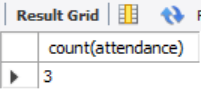 Result Grid
count(attendance)
3